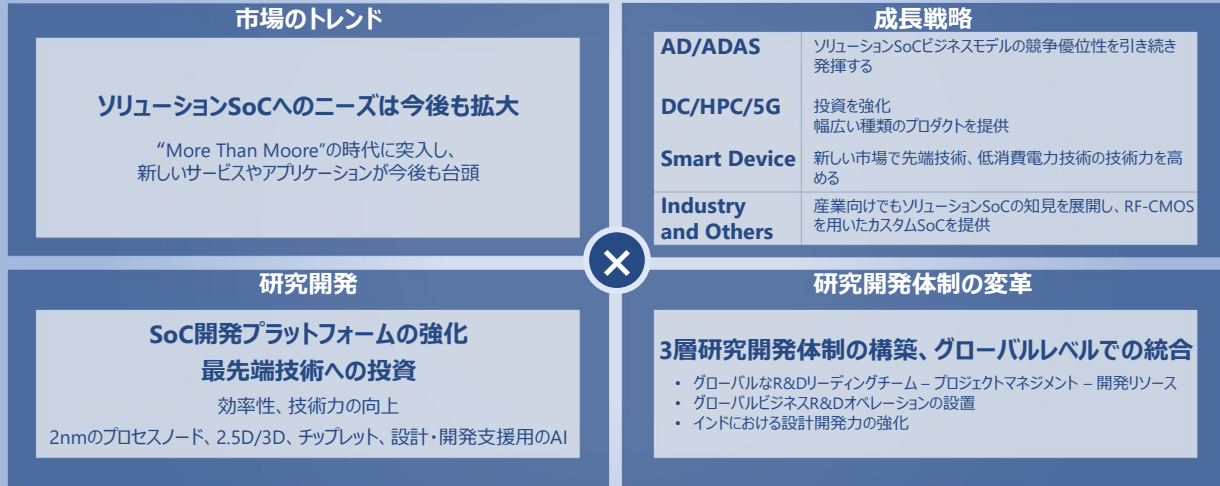 市場のトレンド
ソリューションSoCへのニーズは今後も拡大
“More Than Moore”の時代に突入し、
新しいサービスやアプリケーションが今後も台頭
成長戦略
AD/ADAS
ソリューションSoCビジネスモデルの競争優位性を引き続き
発揮する
DC/HPC/5G
投資を強化
幅広い種類のプロダクトを提供
Smart Device
新しい市場で先端技術、低消費電力技術の技術力を高
める
Industry
and Others
産業向けでもソリューションSoCの知見を展開し、RF-CMOS
を用いたカスタムSoCを提供
×
研究開発
SoC開発プラットフォームの強化
最先端技術への投資
効率性、技術力の向上
2nmのプロセスノード、2.5D/3D、チップレット、設計・開発支援用のAI
研究開発体制の変革
3層研究開発体制の構築、グローバルレベルでの統合
• グローバルなR&Dリーディングチーム – プロジェクトマネジメント – 開発リソース
• グローバルビジネスR&Dオペレーションの設置
• インドにおける設計開発力の強化